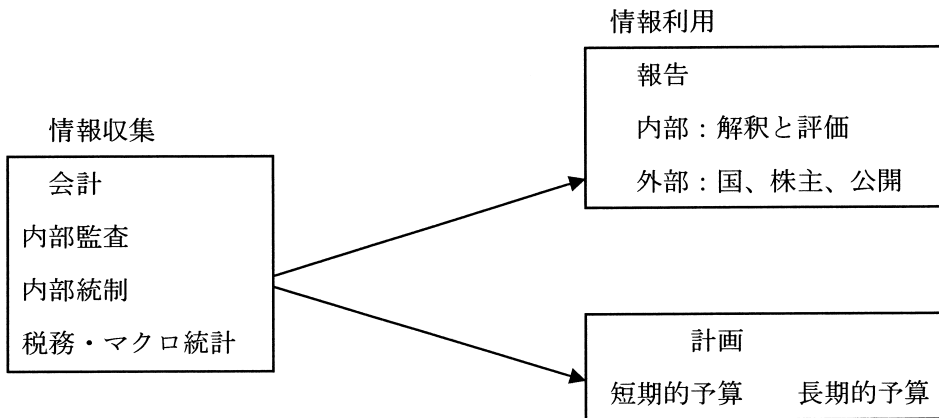 情報収集
会計
内部監査
内部統制
税務・マクロ統計
情報利用
報告
内部：解釈と評価
外部：国、株主、公開
計画
短期的予算 長期的予算